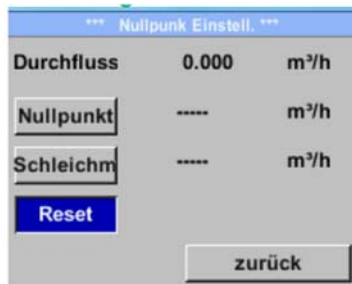 *** Nullpunk Einstell. ***
Durchfluss 0.000 m³/h
Nullpunkt ----- m³/h
Schleichm ----- m³/h
Reset
zurück